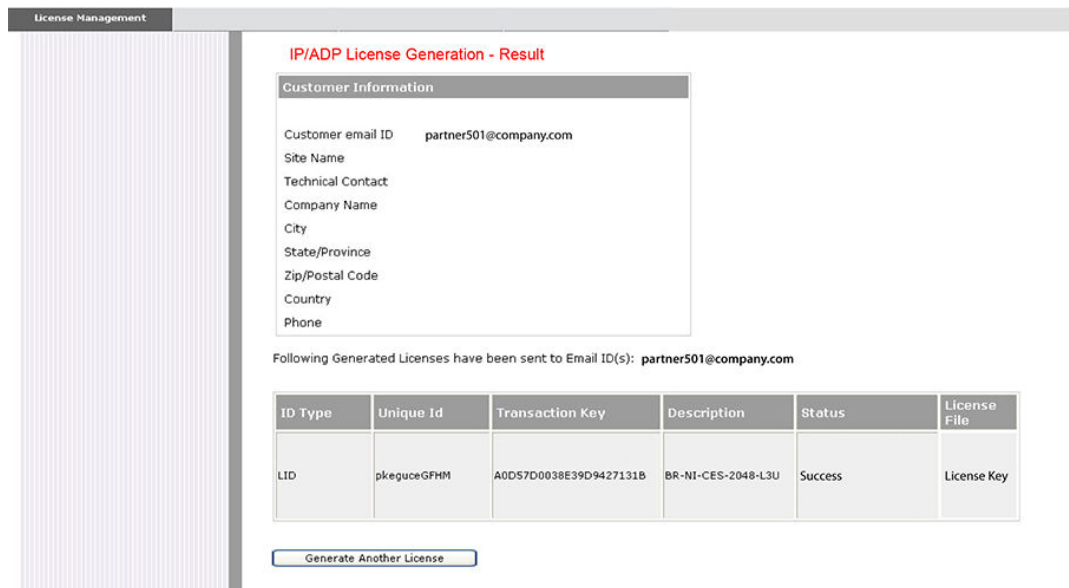 License Management
IP/ADP License Generation - Result
Customer Information
Customer email ID partner501@company.com
Site Name
Technical Contact
Company Name
City
State/Province
Zip/Postal Code
Country
Phone
Following Generated Licenses have been sent to Email ID(s): partner501@company.com
ID Type Unique Id Transaction Key Description Status License File
LID pkeguceGFHM A0D57D0038E39D9427131B BR-NI-CES-2048-L3U Success License Key
Generate Another License